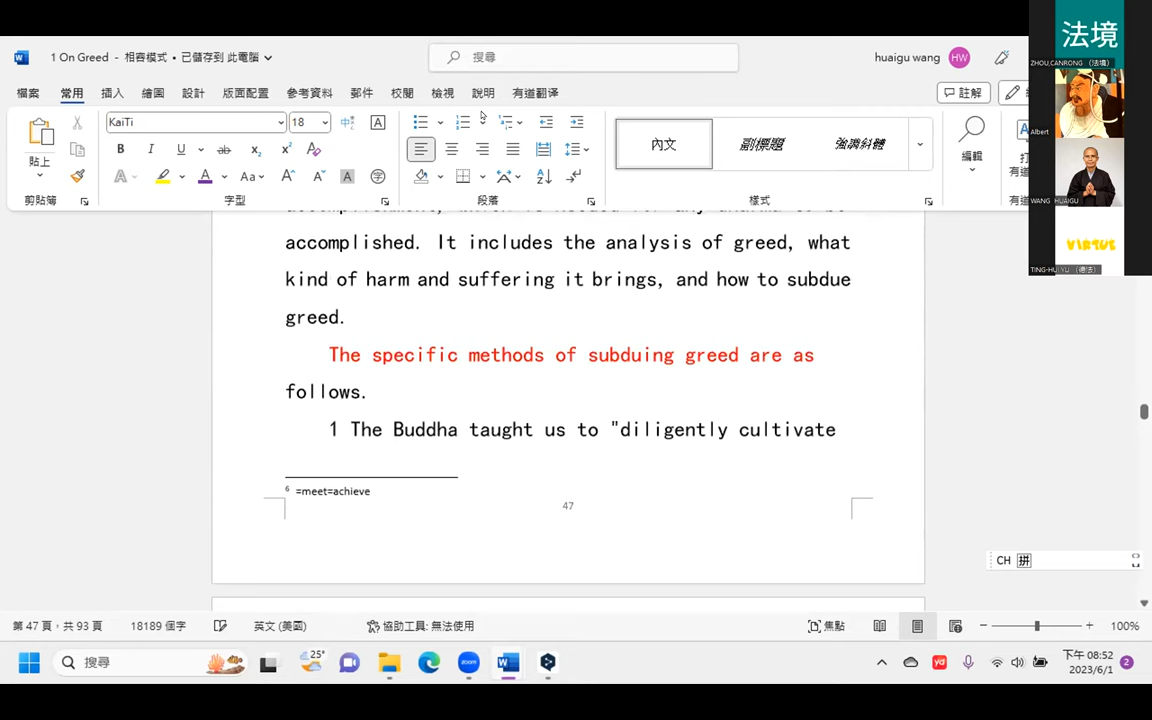 法境
1 On Greed - 相容模式 • 已儲存到 此電腦
搜尋
huaigu wang
HW
ZHOU,CANRONG (法境)
檔案 常用 插入 繪圖 設計 版面配置 參考資料 郵件 校閱 檢視 說明 有道翻译
註解
KaiTi
18
內文
副標題
強調斜體
編輯
貼上
Albert
剪貼簿
字型
段落
樣式
WANG HUAIGU
accomplished. It includes the analysis of greed, what
VIRTUE
TING-HUI YU (德法)
kind of harm and suffering it brings, and how to subdue
greed.
The specific methods of subduing greed are as
follows.
1 The Buddha taught us to "diligently cultivate
6 =meet=achieve
47
CH 拼
第 47 頁,共 93 頁 18189 個字 英文 (美國) 協助工具: 無法使用 焦點 100%
搜尋
25°
下午 08:52
2023/6/1
2